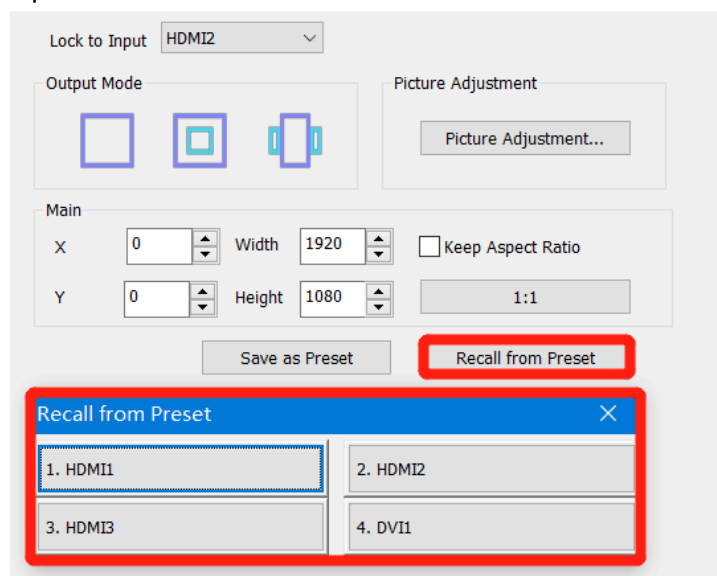 Lock to Input HDMI2
Output Mode
Picture Adjustment
Picture Adjustment...
Main
X 0 Width 1920 Keep Aspect Ratio
Y 0 Height 1080 1:1
Save as Preset Recall from Preset
Recall from Preset
1. HDMI1 2. HDMI2
3. HDMI3 4. DVI1